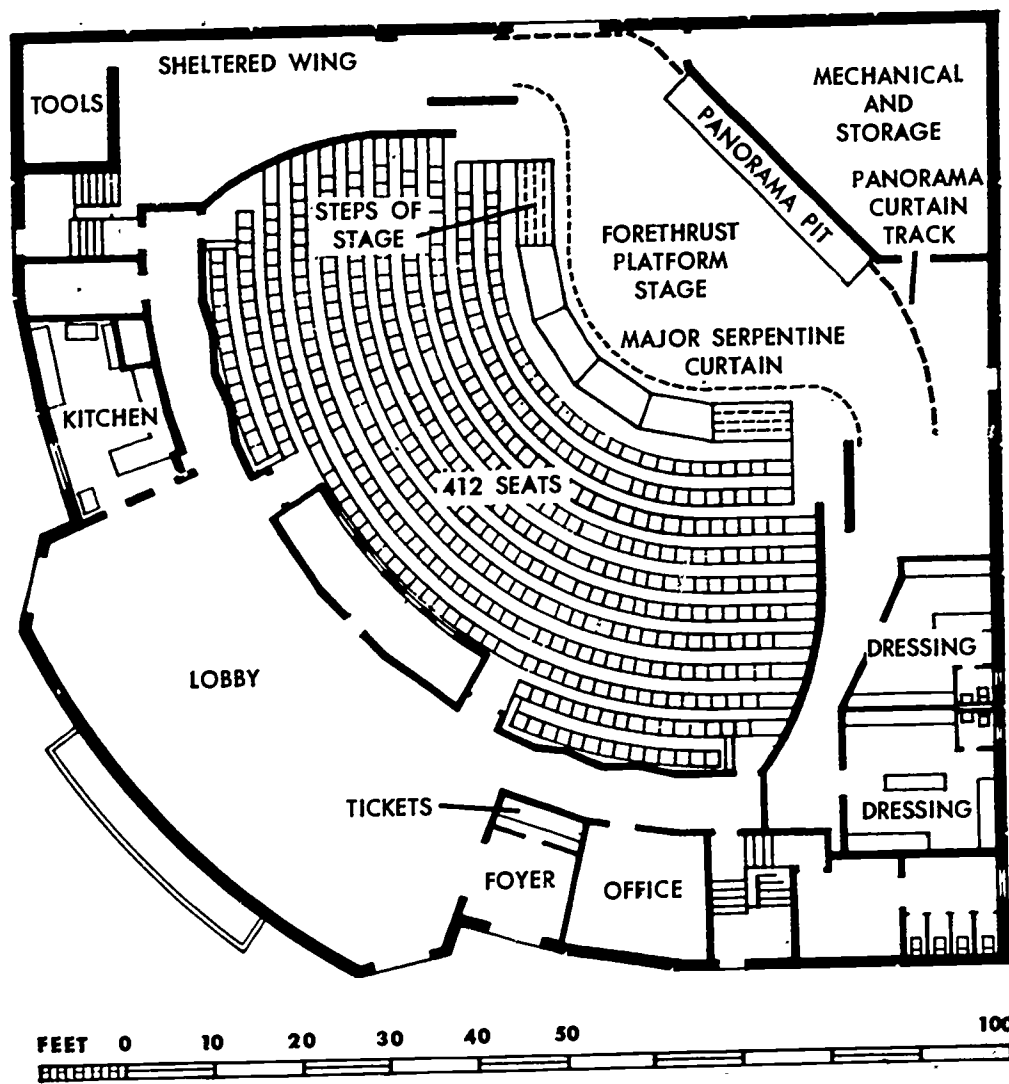 SHELTERED WING
TOOLS
MECHANICAL
AND
STORAGE
PANORAMA PIT
PANORAMA
CURTAIN
TRACK
STEPS OF
STAGE
FORETHRUST
PLATFORM
STAGE
MAJOR SERPENTINE
CURTAIN
KITCHEN
412 SEATS
LOBBY
DRESSING
TICKETS
DRESSING
FOYER
OFFICE
FEET 0 10 20 30 40 50 100